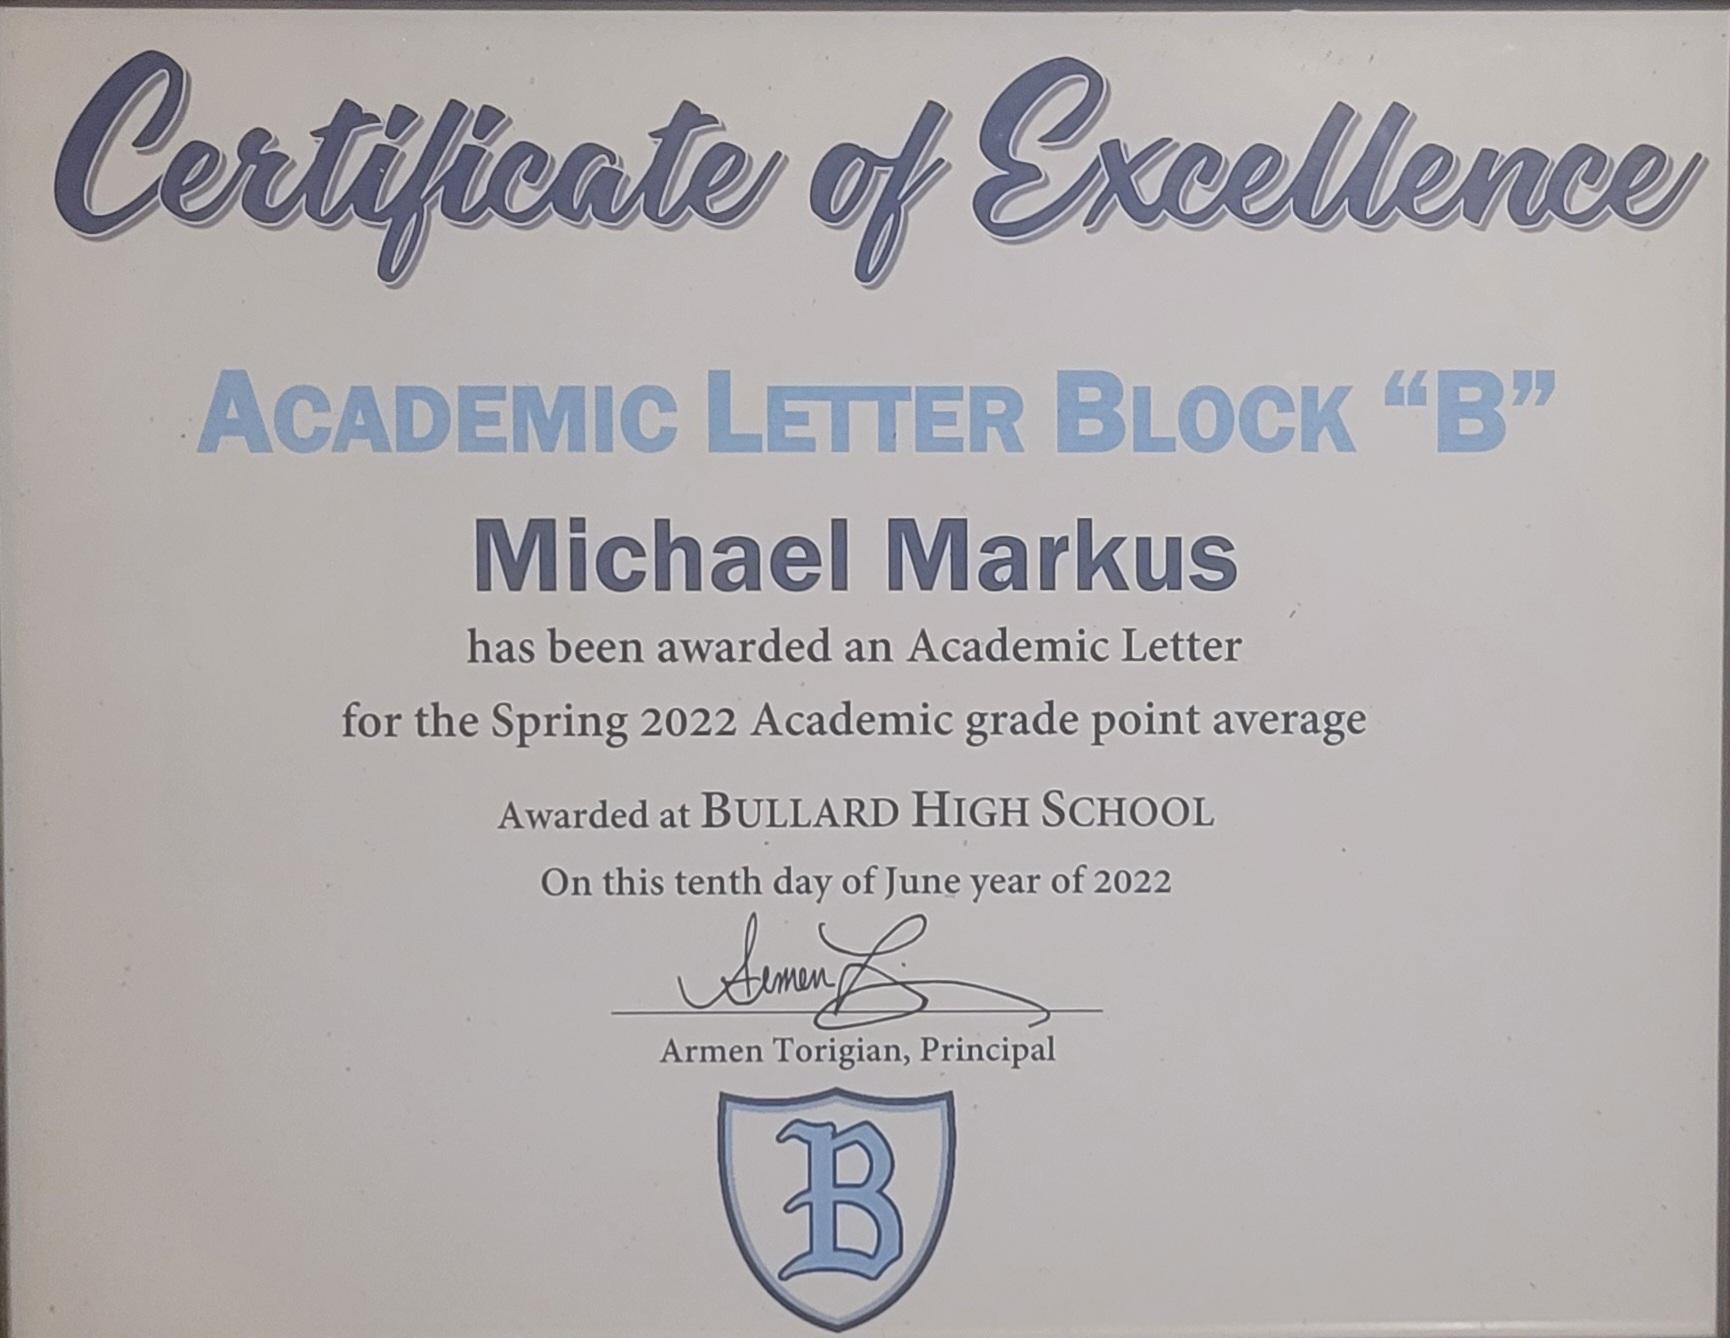 Certificate of Excellence
ACADEMIC LETTER BLOCK “B”
Michael Markus
has been awarded an Academic Letter
for the Spring 2022 Academic grade point average
Awarded at BULLARD HIGH SCHOOL
On this tenth day of June year of 2022
Armen
Armen Torigian, Principal
B